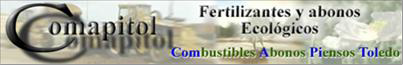 Comapitol
Fertilizantes y abonos
Ecológicos
Combustibles Abonos Piensos Toledo